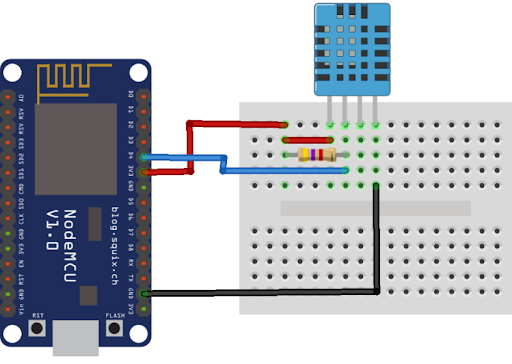 A0
RSV
RSV
SD3
SD2
SD1
CMD
SD0
CLK
GND
3V3
EN
RST
GND
Vin
D0
D1
D2
D3
D4
3V3
GND
D5
D6
D7
D8
RX
TX
GND
3V3
NodeMCU
V1.0
blog.squix.ch
RST
FLASH